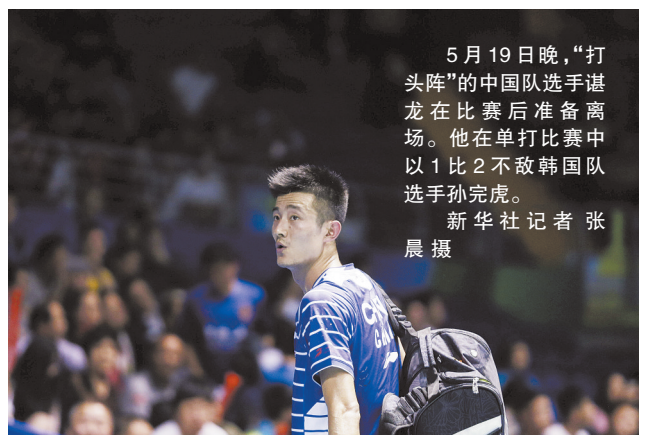 5月19日晚，“打
头阵”的中国队选手谌
龙在比赛后准备离
场。他在单打比赛中
以1比2不敌韩国队
选手孙完虎。
新华社记者 张
晨 摄